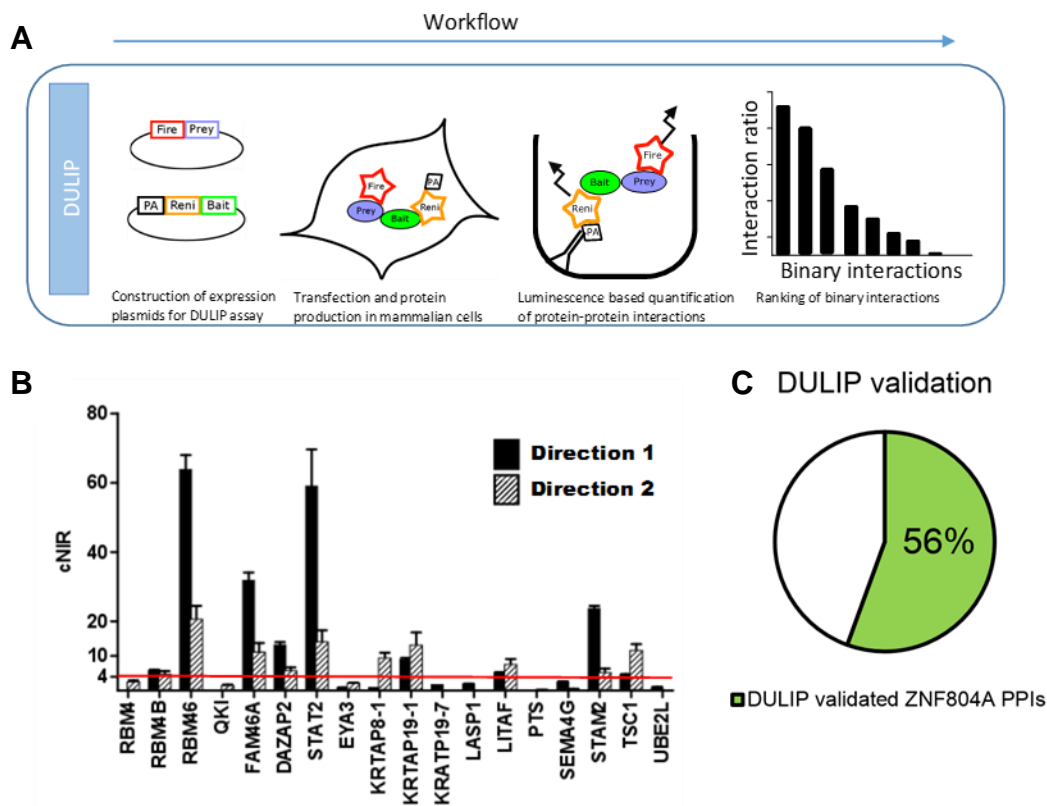 A
Workflow
DULIP
Fire Prey
PA Reni Bait
Construction of expression
plasmids for DULIP assay
Fire
PA
Prey
Bait
Reni
Transfection and protein
production in mammalian cells
Fire
Bait
Prey
Reni
PA
Luminescence based quantification
of protein-protein interactions
Interaction ratio
Binary interactions
Ranking of binary interactions
B
80
60
40
20
10
4
cNIR
Direction 1
Direction 2
RBM4
RBM4B
RBM46
QKI
FAM46A
DAZAP2
STAT2
EYA3
KRTAP8-1
KRTAP19-1
KRATP19-7
LASP1
LITAF
PTS
SEMA4G
STAM2
TSC1
UBE2L
C
DULIP validation
56%
DULIP validated ZNF804A PPIs